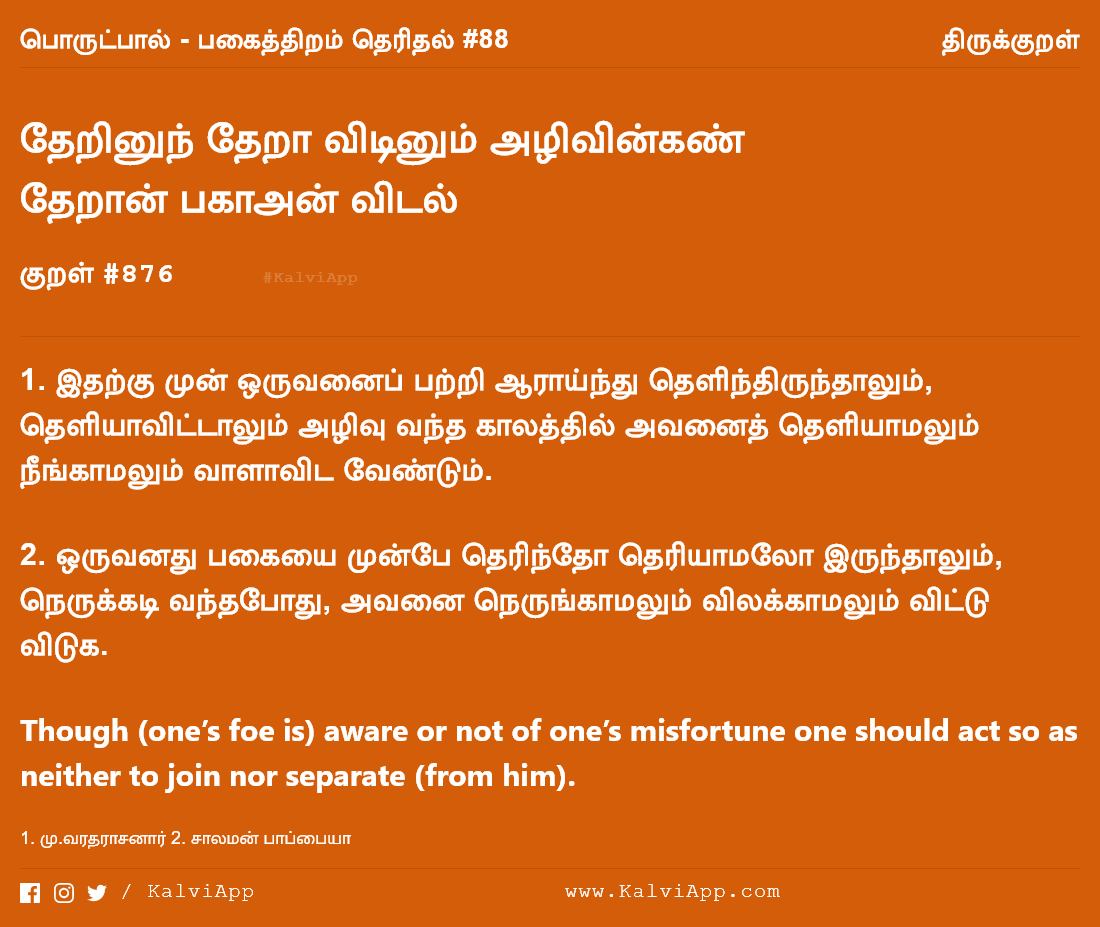 பொருட்பால் - பகைத்திறம் தெரிதல் #88 திருக்குறள்
தேறினுந் தேறா விடினும் அழிவின்கண்
தேறான் பகாஅன் விடல்
குறள் #876 #KalviApp
1. இதற்கு முன் ஒருவனைப் பற்றி ஆராய்ந்து தெளிந்திருந்தாலும்,
தெளியாவிட்டாலும் அழிவு வந்த காலத்தில் அவனைத் தெளியாமலும்
நீங்காமலும் வாளாவிட வேண்டும்.
2. ஒருவனது பகையை முன்பே தெரிந்தோ தெரியாமலோ இருந்தாலும்,
நெருக்கடி வந்தபோது, அவனை நெருங்காமலும் விலக்காமலும் விட்டு
விடுக.
Though (one’s foe is) aware or not of one’s misfortune one should act so as
neither to join nor separate (from him).
1. மு.வரதராசனார் 2. சாலமன் பாப்பையா
/ KalviApp www.KalviApp.com